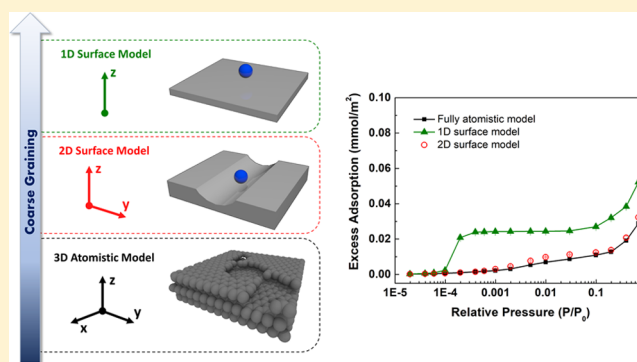 Coarse Graining
1D Surface Model
z
2D Surface Model
z
y
3D Atomistic Model
z
x
y
Excess Adsorption (mmol/m²)
0.10
0.08
0.06
0.04
0.02
0.00
Fully atomistic model
1D surface model
2D surface model
1E-5
1E-4
0.001
0.01
0.1
Relative Pressure (P/P₀)